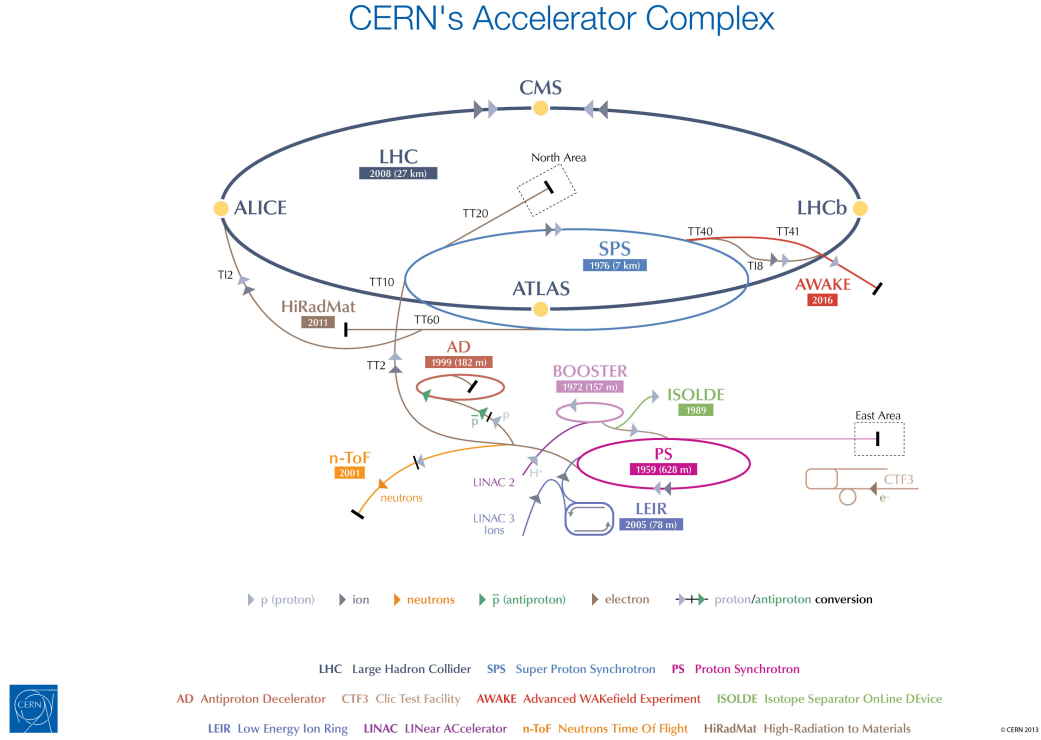 CERN's Accelerator Complex
CMS
LHC
2008 (27 km)
North Area
ALICE
TT20
LHCb
TT40
TT41
SPS
1976 (7 km)
TI2
TT10
TI8
AWAKE
2016
ATLAS
HiRadMat
2011
TT60
AD
1999 (182 m)
TT2
BOOSTER
1972 (157 m)
ISOLDE
1989
p̅
p
East Area
n-ToF
2001
PS
1959 (628 m)
H⁺
LINAC 2
neutrons
CTF3
e⁻
LINAC 3
Ions
LEIR
2005 (78 m)
p (proton)
ion
neutrons
p̅ (antiproton)
electron
proton/antiproton conversion
LHC Large Hadron Collider SPS Super Proton Synchrotron PS Proton Synchrotron
AD Antiproton Decelerator CTF3 Clic Test Facility AWAKE Advanced WAKefield Experiment ISOLDE Isotope Separator OnLine DEvice
LEIR Low Energy Ion Ring LINAC LINear ACcelerator n-ToF Neutrons Time Of Flight HiRadMat High-Radiation to Materials
CERN
© CERN 2013